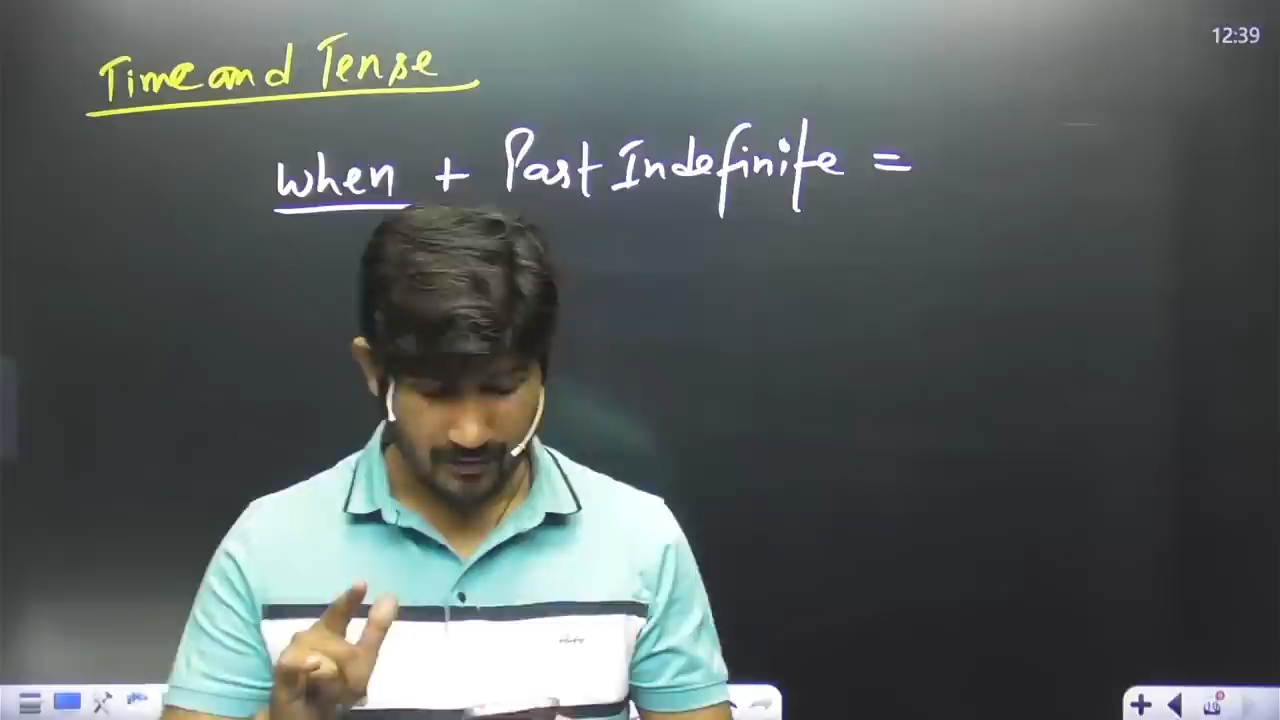 12:39
Time and Tense
when + Past Indefinite =